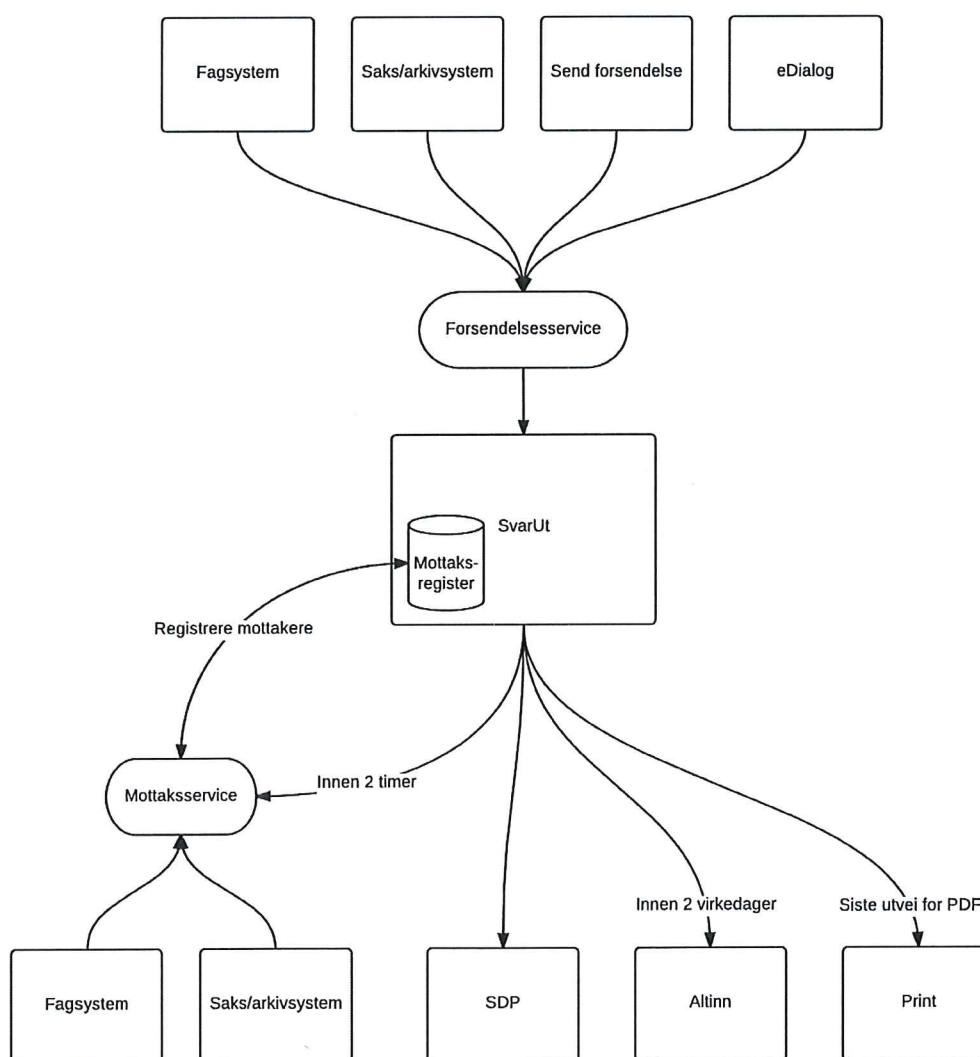 Fagsystem
Saks/arkivsystem
Send forsendelse
eDialog
Forsendelsesservice
SvarUt
Mottaks-
register
Registrere mottakere
Innen 2 timer
Mottaksservice
Innen 2 virkedager
Siste utvei for PDF
Fagsystem
Saks/arkivsystem
SDP
Altinn
Print